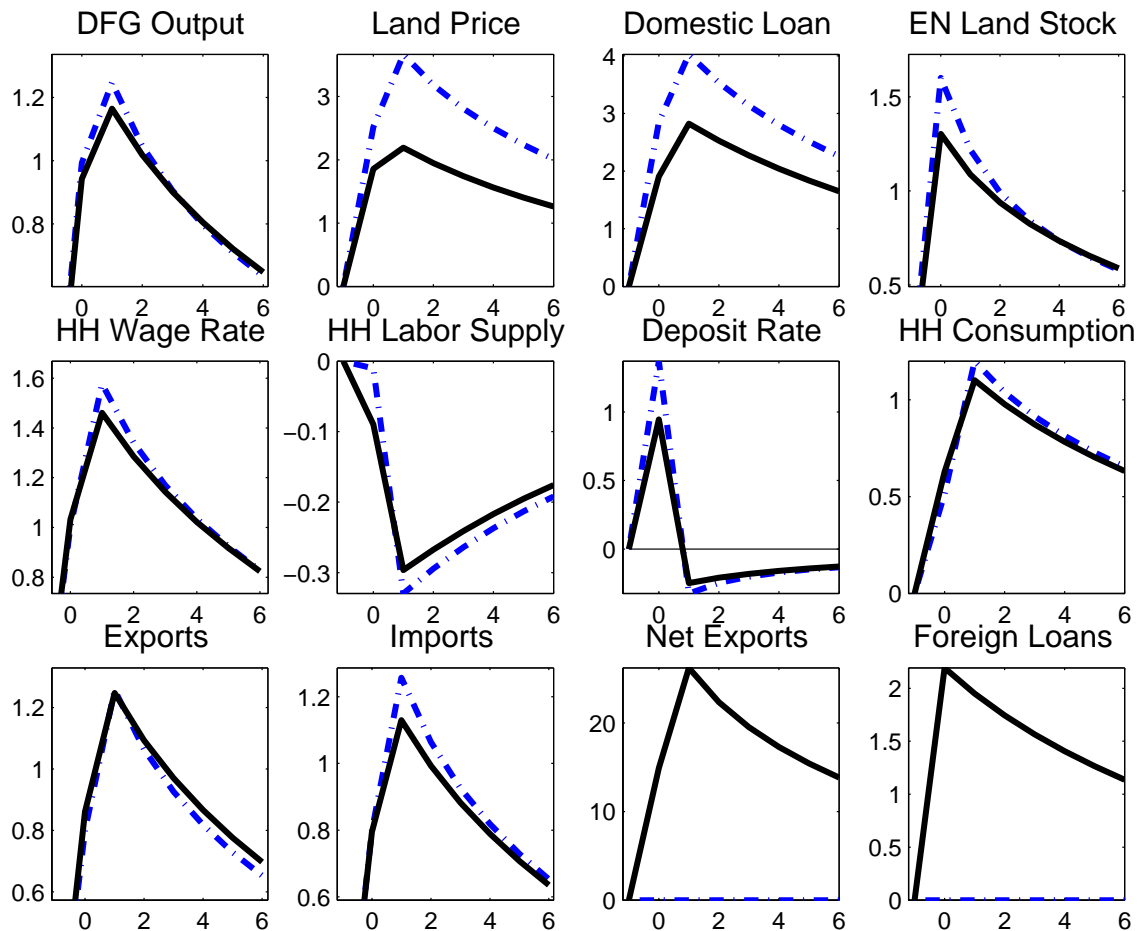 DFG Output
Land Price
Domestic Loan
EN Land Stock
1.2
1
0.8
0 2 4 6
3
2
1
0
0 2 4 6
4
3
2
1
0
0 2 4 6
1.5
1
0.5
0 2 4 6
HH Wage Rate
HH Labor Supply
Deposit Rate
HH Consumption
1.6
1.4
1.2
1
0.8
0 2 4 6
0
−0.1
−0.2
−0.3
0 2 4 6
1
0.5
0
0 2 4 6
1
0.5
0
0 2 4 6
Exports
Imports
Net Exports
Foreign Loans
1.2
1
0.8
0.6
0 2 4 6
1.2
1
0.8
0.6
0 2 4 6
20
10
0
0 2 4 6
2
1.5
1
0.5
0
0 2 4 6